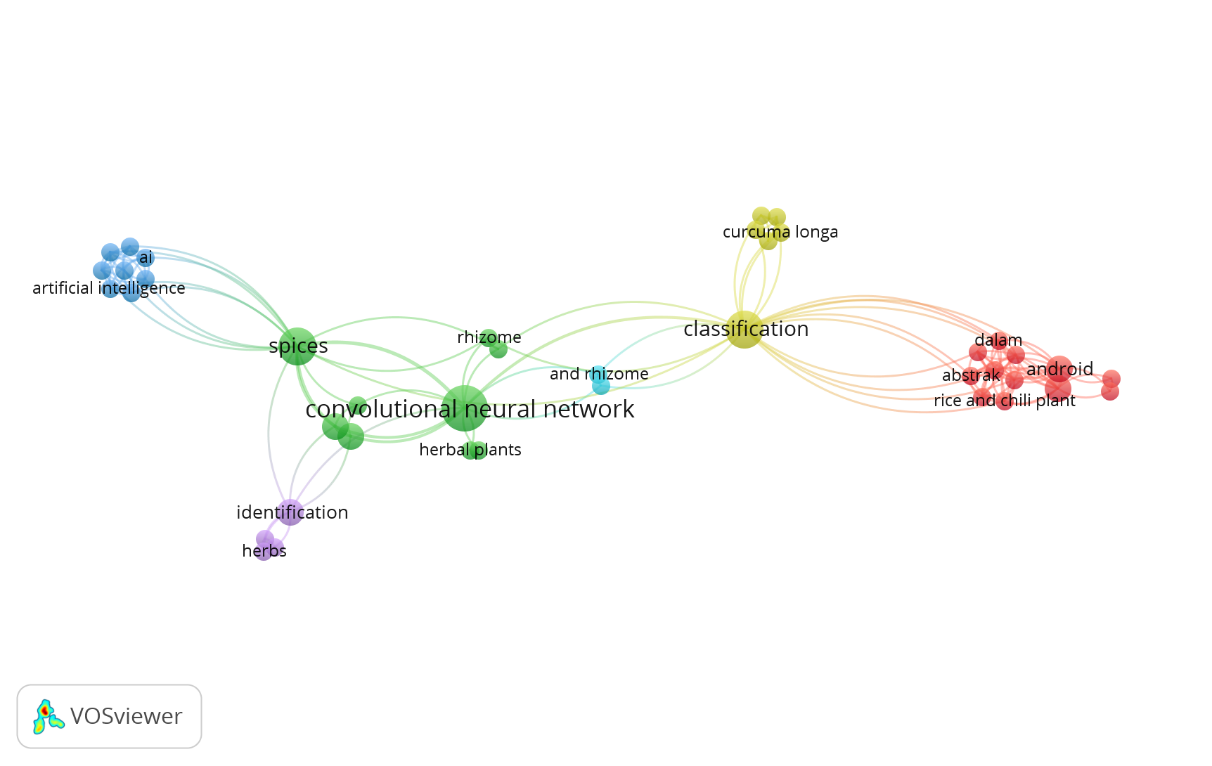 curcuma longa
ai
artificial intelligence
classification
spices
rhizome
dalam
android
and rhizome
abstrak
rice and chili plant
convolutional neural network
herbal plants
identification
herbs
VOSviewer